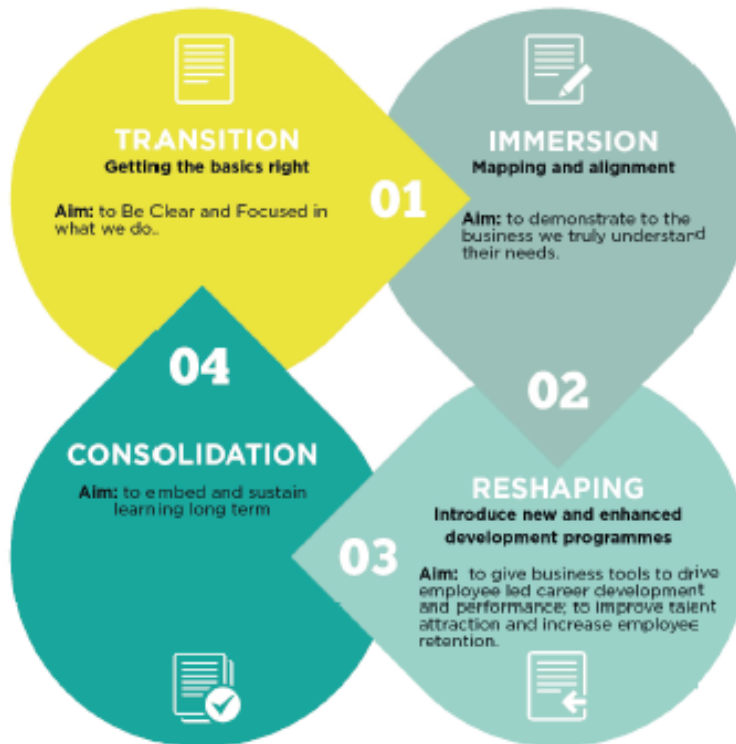 TRANSITION
Getting the basics right
Aim: to Be Clear and Focused in
what we do..
01
IMMERSION
Mapping and alignment
Aim: to demonstrate to the
business we truly understand
their needs.
02
RESHAPING
Introduce new and enhanced
development programmes
03
Aim: to give business tools to drive
employee led career development
and performance; to improve talent
attraction and increase employee
retention.
04
CONSOLIDATION
Aim: to embed and sustain
learning long term